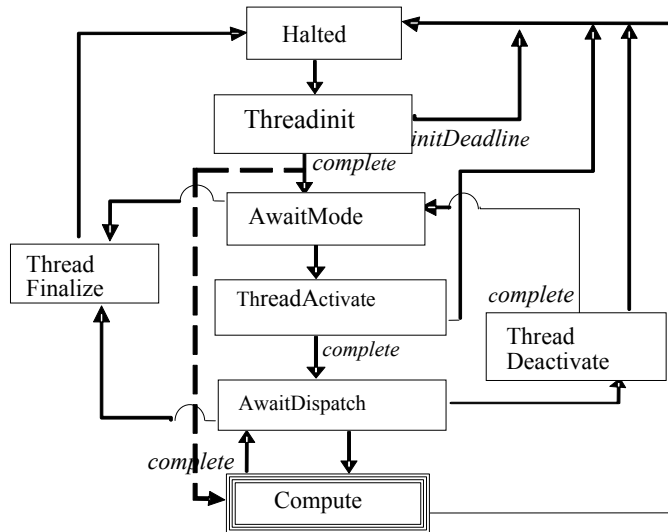 Halted
Threadinit
initDeadline
complete
AwaitMode
Thread
Finalize
ThreadActivate
complete
complete
Thread
Deactivate
AwaitDispatch
complete
Compute